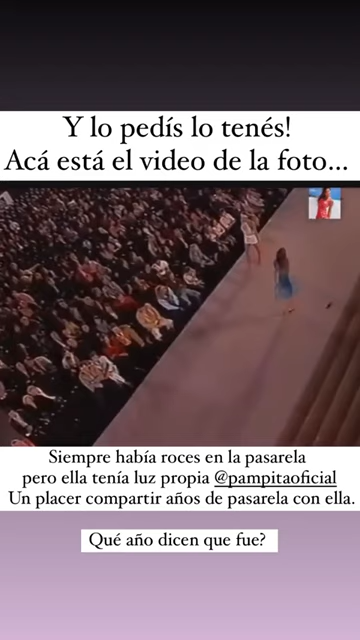 Y lo pedís lo tenés!
Acá está el video de la foto...
Siempre había roces en la pasarela
pero ella tenía luz propia @pampitaoficial
Un placer compartir años de pasarela con ella.
Qué año dicen que fue?